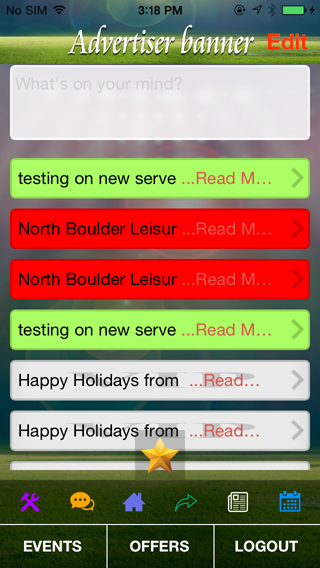 No SIM 3:18 PM
Advertiser banner Edit
What's on your mind?
testing on new serve ...Read M...
North Boulder Leisur ...Read M...
North Boulder Leisur ...Read M...
testing on new serve ...Read M...
Happy Holidays from ...Read...
Happy Holidays from ...Read...
EVENTS OFFERS LOGOUT